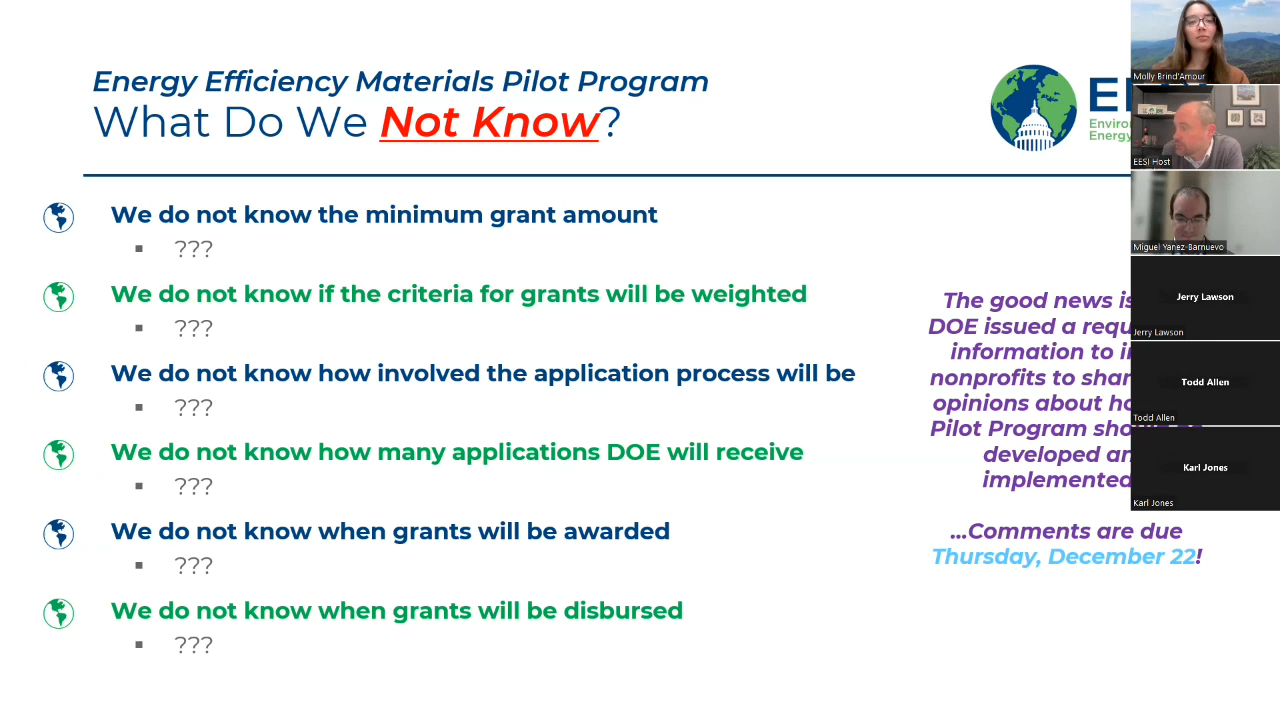 Energy Efficiency Materials Pilot Program
What Do We Not Know?
Environ
Energy
We do not know the minimum grant amount
???
We do not know if the criteria for grants will be weighted
???
We do not know how involved the application process will be
???
We do not know how many applications DOE will receive
???
We do not know when grants will be awarded
???
We do not know when grants will be disbursed
???
The good news is
DOE issued a requ
information to in
nonprofits to shar
opinions about ho
Pilot Program sho
developed an
implemented
...Comments are due
Thursday, December 22!
Molly Brind'Amour
EESI Host
Miguel Yanez-Barnuevo
Jerry Lawson
Jerry Lawson
Todd Allen
Todd Allen
Karl Jones
Karl Jones